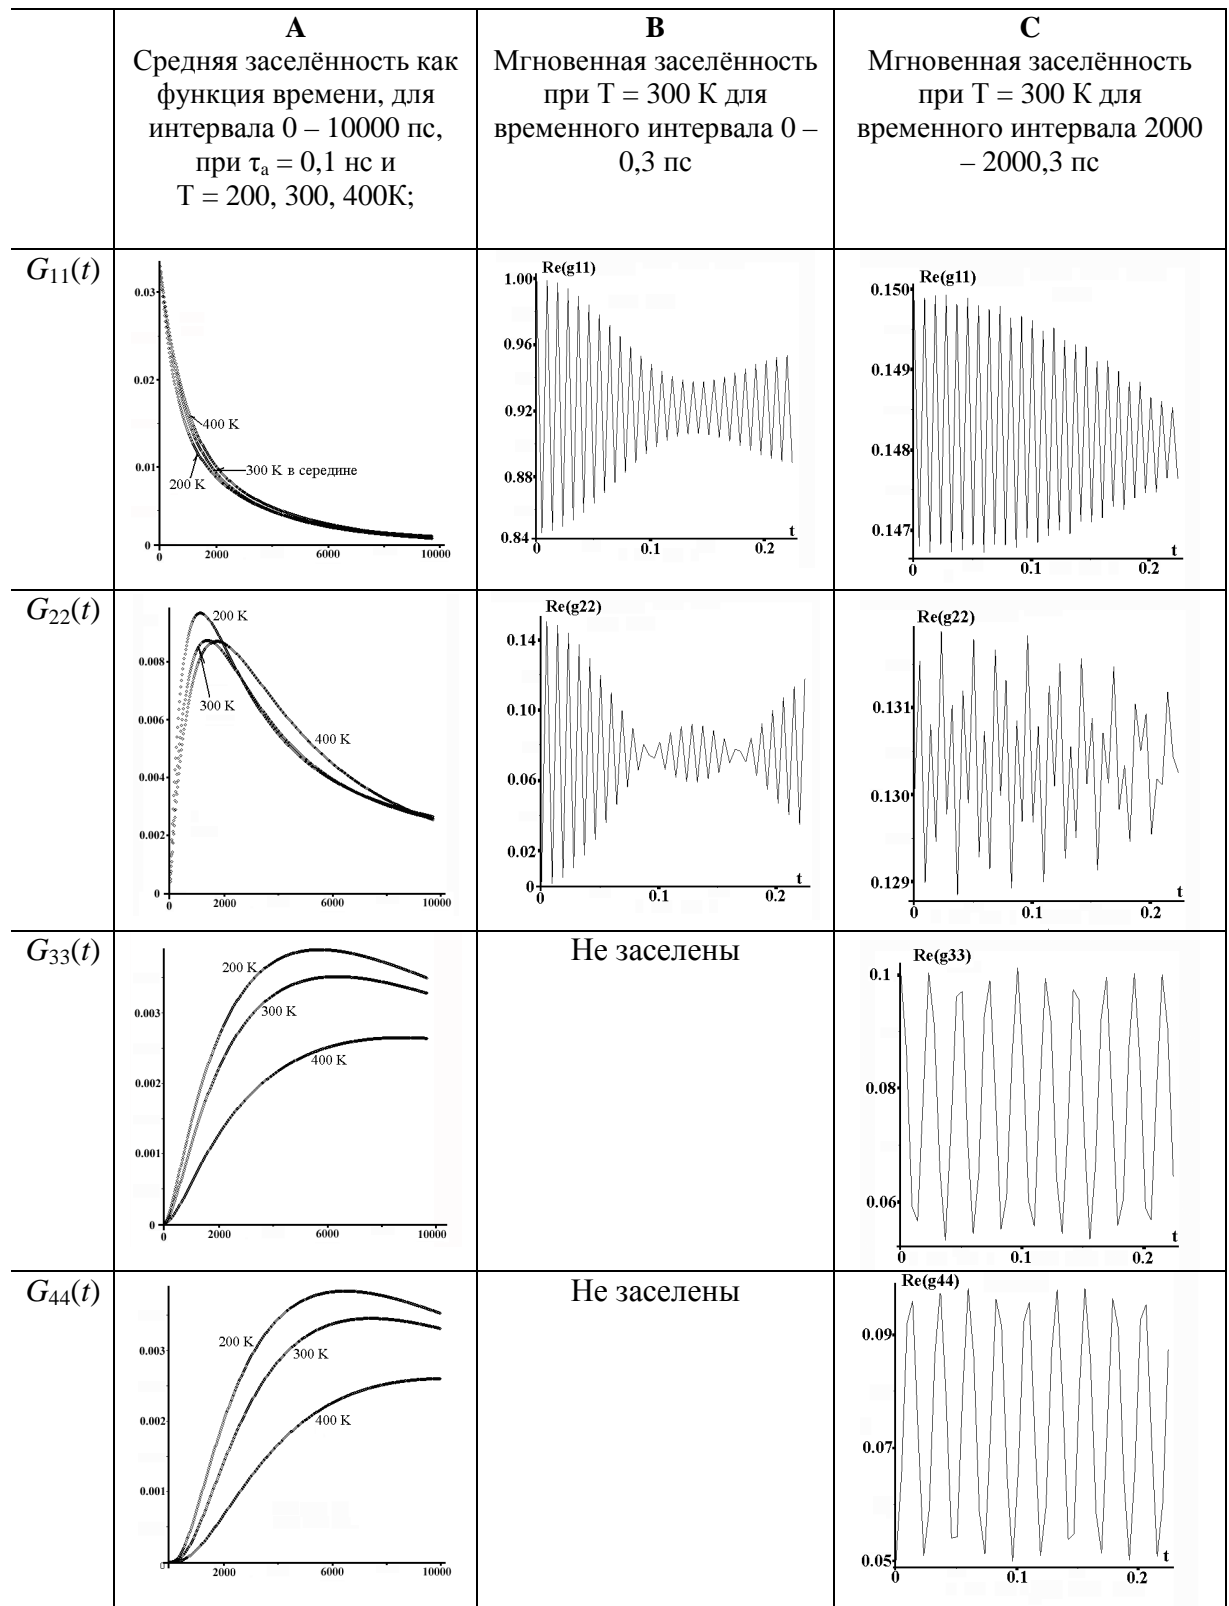 A
Средняя заселённость как
функция времени, для
интервала 0 – 10000 пс,
при τa = 0,1 нс и
T = 200, 300, 400К;
B
Мгновенная заселённость
при T = 300 К для
временного интервала 0 –
0,3 пс
C
Мгновенная заселённость
при T = 300 К для
временного интервала 2000
– 2000,3 пс
G11(t)
0.03
0.02
0.01
0
400 K
300 K в середине
200 K
0 2000 6000 10000
Re(g11)
1.00
0.96
0.92
0.88
0.84
t
0 0.1 0.2
Re(g11)
0.150
0.149
0.148
0.147
t
0 0.1 0.2
G22(t)
200 K
0.008
300 K
0.006
400 K
0.004
0.002
0
0 2000 6000 10000
Re(g22)
0.14
0.10
0.06
0.02
0
t
0 0.1 0.2
Re(g22)
0.131
0.130
0.129
t
0 0.1 0.2
G33(t)
200 K
0.003
300 K
400 K
0.002
0.001
0
0 2000 6000 10000
Не заселены
Re(g33)
0.1
0.08
0.06
t
0 0.1 0.2
G44(t)
200 K
0.003
300 K
400 K
0.002
0.001
0
2000 6000 10000
Не заселены
Re(g44)
0.09
0.07
0.05
t
0 0.1 0.2